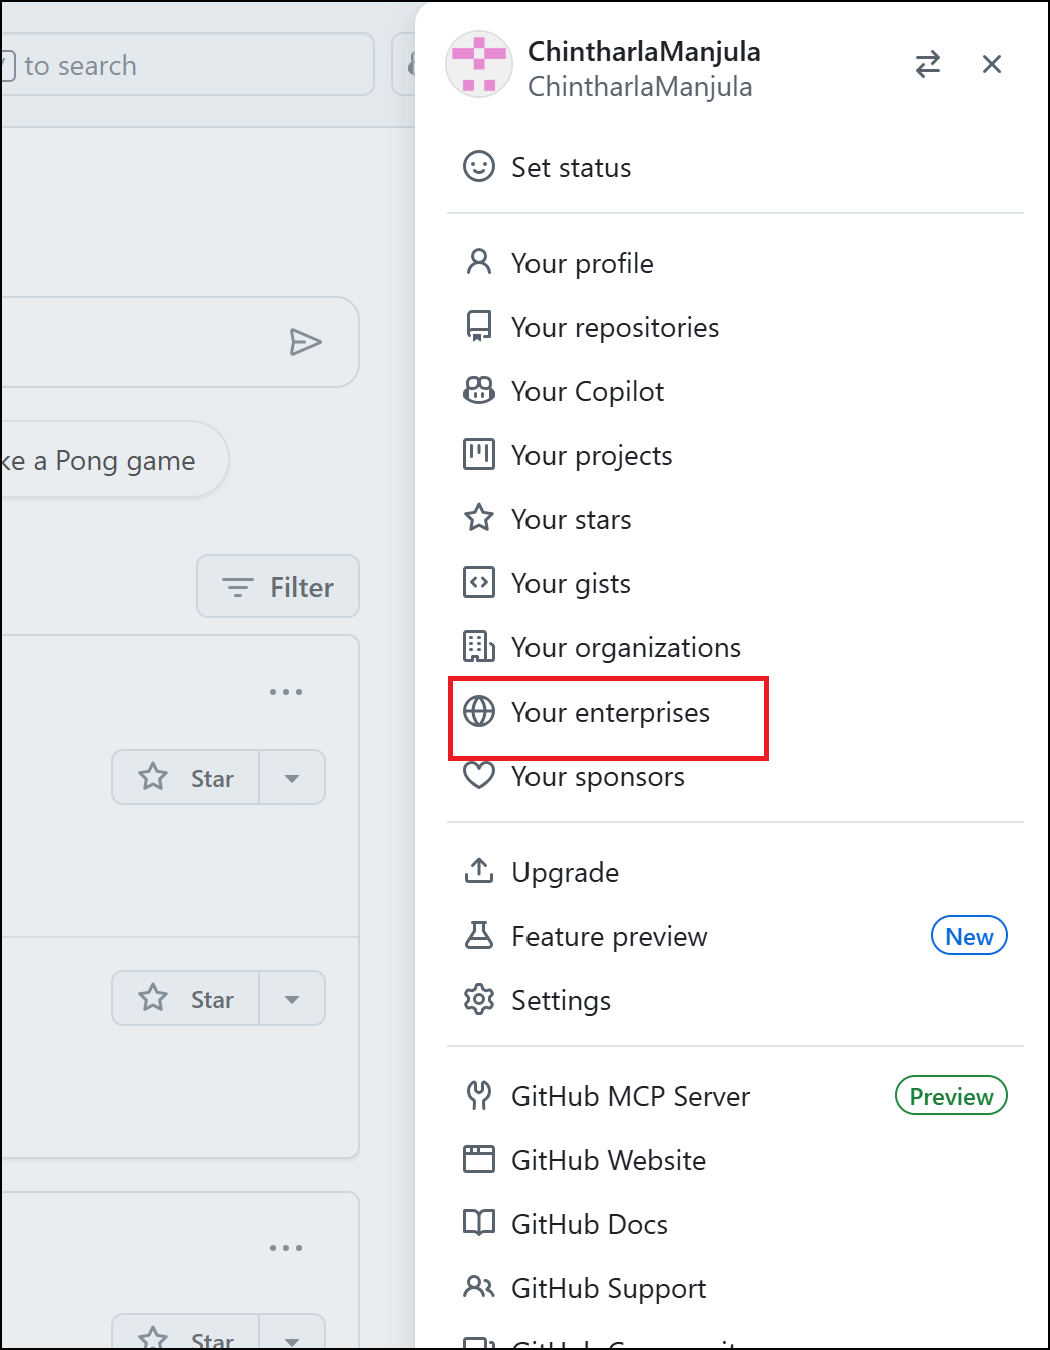 to search
ChintharlaManjula
ChintharlaManjula
Set status
Your profile
Your repositories
Your Copilot
Your projects
Your stars
Your gists
Your organizations
Your enterprises
Your sponsors
Upgrade
Feature preview New
Settings
GitHub MCP Server Preview
GitHub Website
GitHub Docs
GitHub Support
a Pong game
Filter
Star
Star
Star